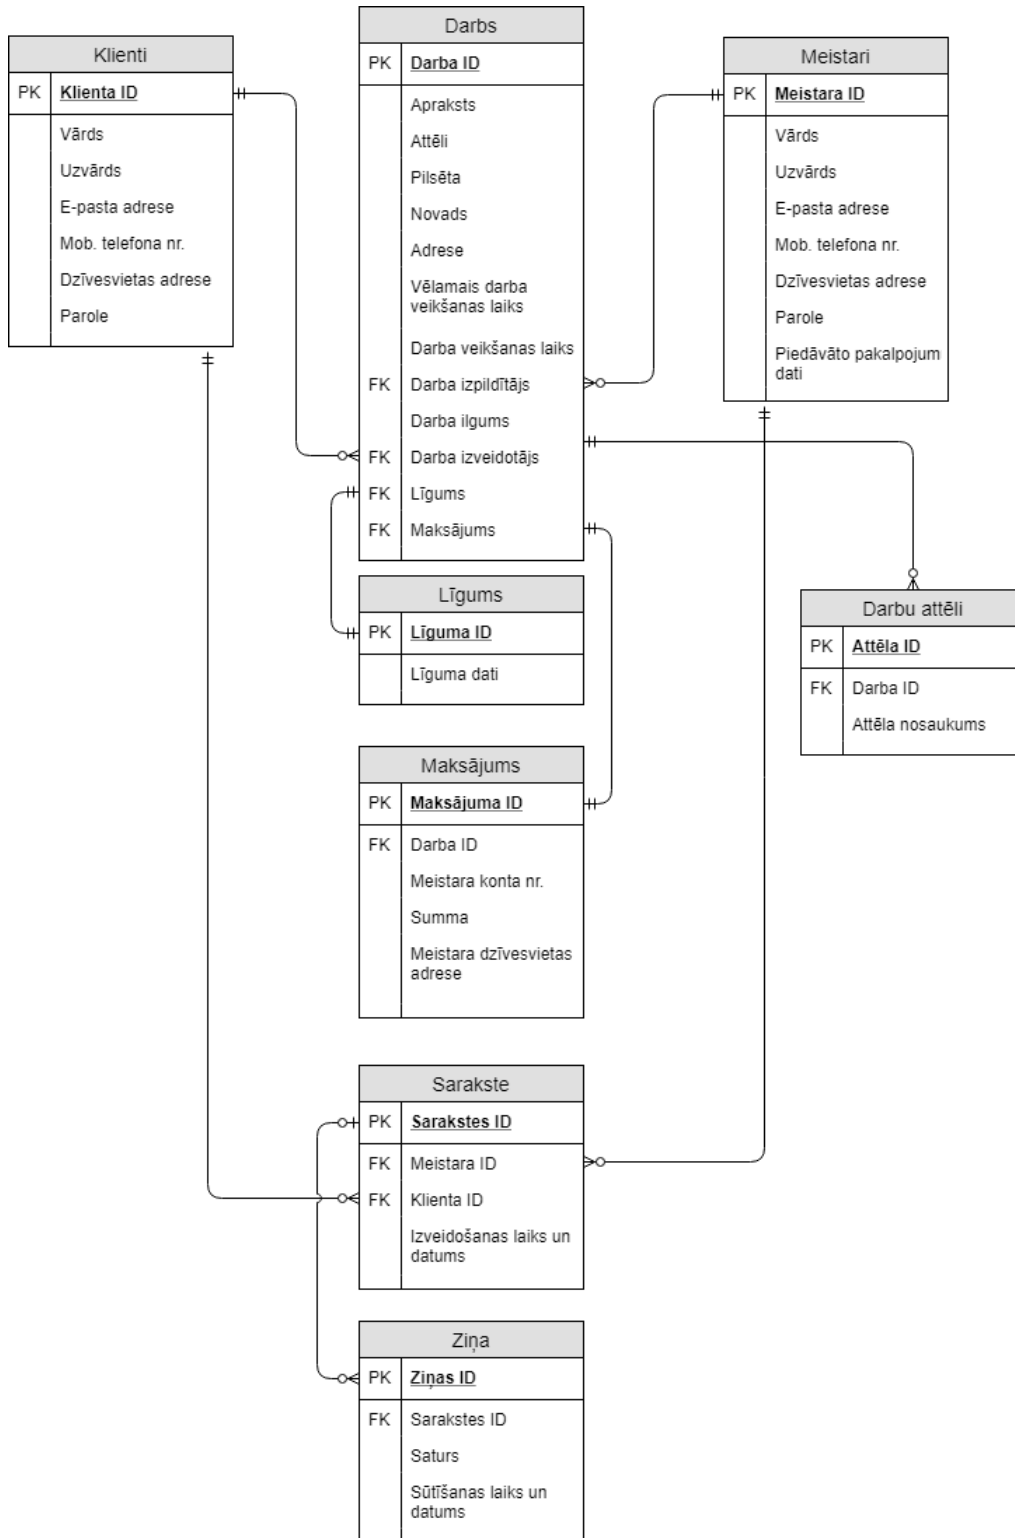 Klienti
PK Klienta ID
Vārds
Uzvārds
E-pasta adrese
Mob. telefona nr.
Dzīvesvietas adrese
Parole
Darbs
PK Darba ID
Apraksts
Attēli
Pilsēta
Novads
Adrese
Vēlamais darba
veikšanas laiks
Darba veikšanas laiks
FK Darba izpildītājs
Darba ilgums
FK Darba izveidotājs
FK Līgums
FK Maksājums
Meistari
PK Meistara ID
Vārds
Uzvārds
E-pasta adrese
Mob. telefona nr.
Dzīvesvietas adrese
Parole
Piedāvāto pakalpojum
dati
Līgums
PK Līguma ID
Līguma dati
Darbu attēli
PK Attēla ID
FK Darba ID
Attēla nosaukums
Maksājums
PK Maksājuma ID
FK Darba ID
Meistara konta nr.
Summa
Meistara dzīvesvietas
adrese
Sarakste
PK Sarakstes ID
FK Meistara ID
FK Klienta ID
Izveidošanas laiks un
datums
Ziņa
PK Ziņas ID
FK Sarakstes ID
Saturs
Sūtīšanas laiks un
datums